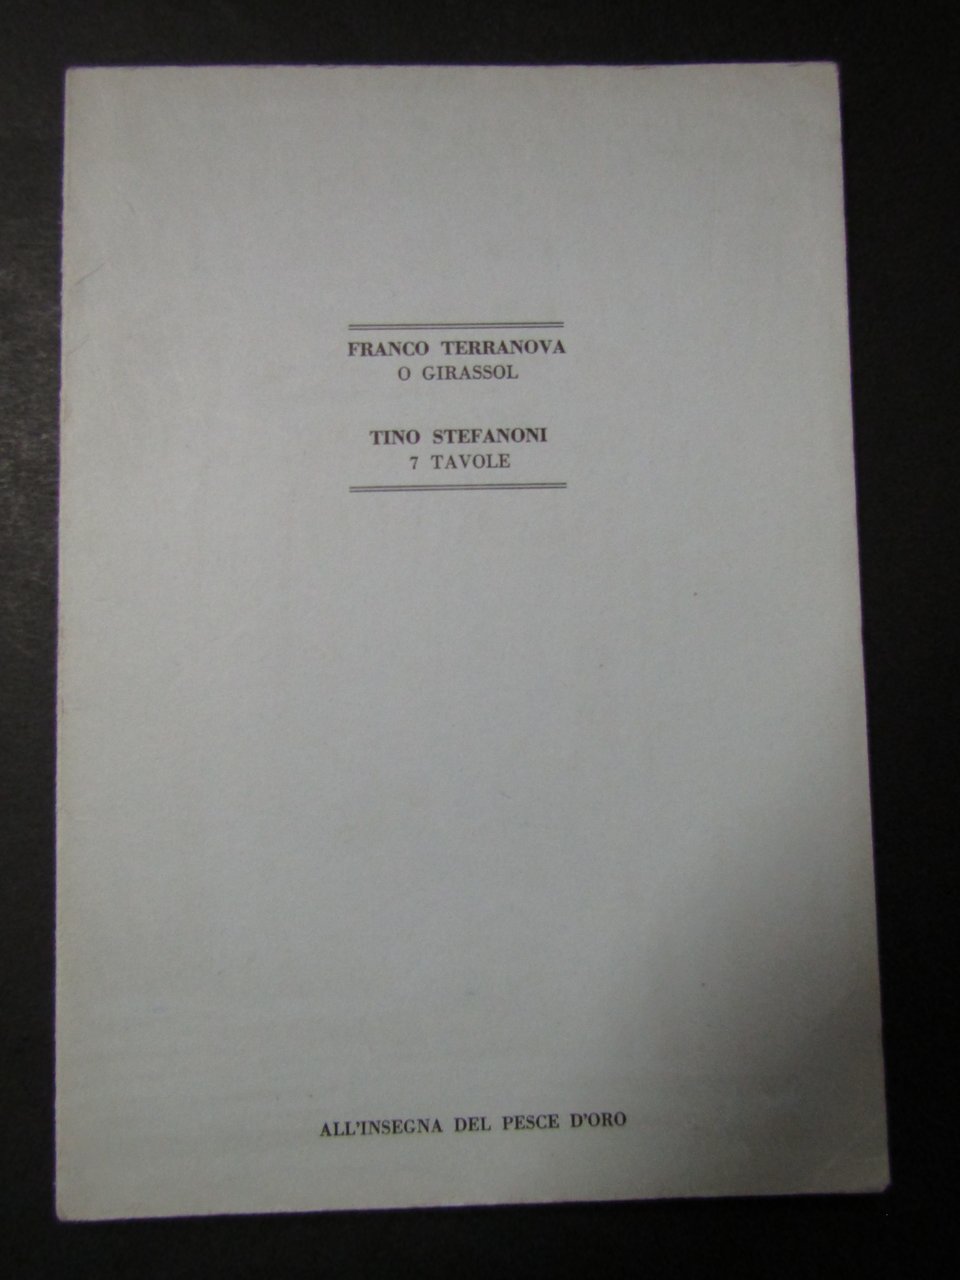 FRANCO TERRANOVA
O GIRASSOL
TINO STEFANONI
7 TAVOLE
ALL'INSEGNA DEL PESCE D'ORO